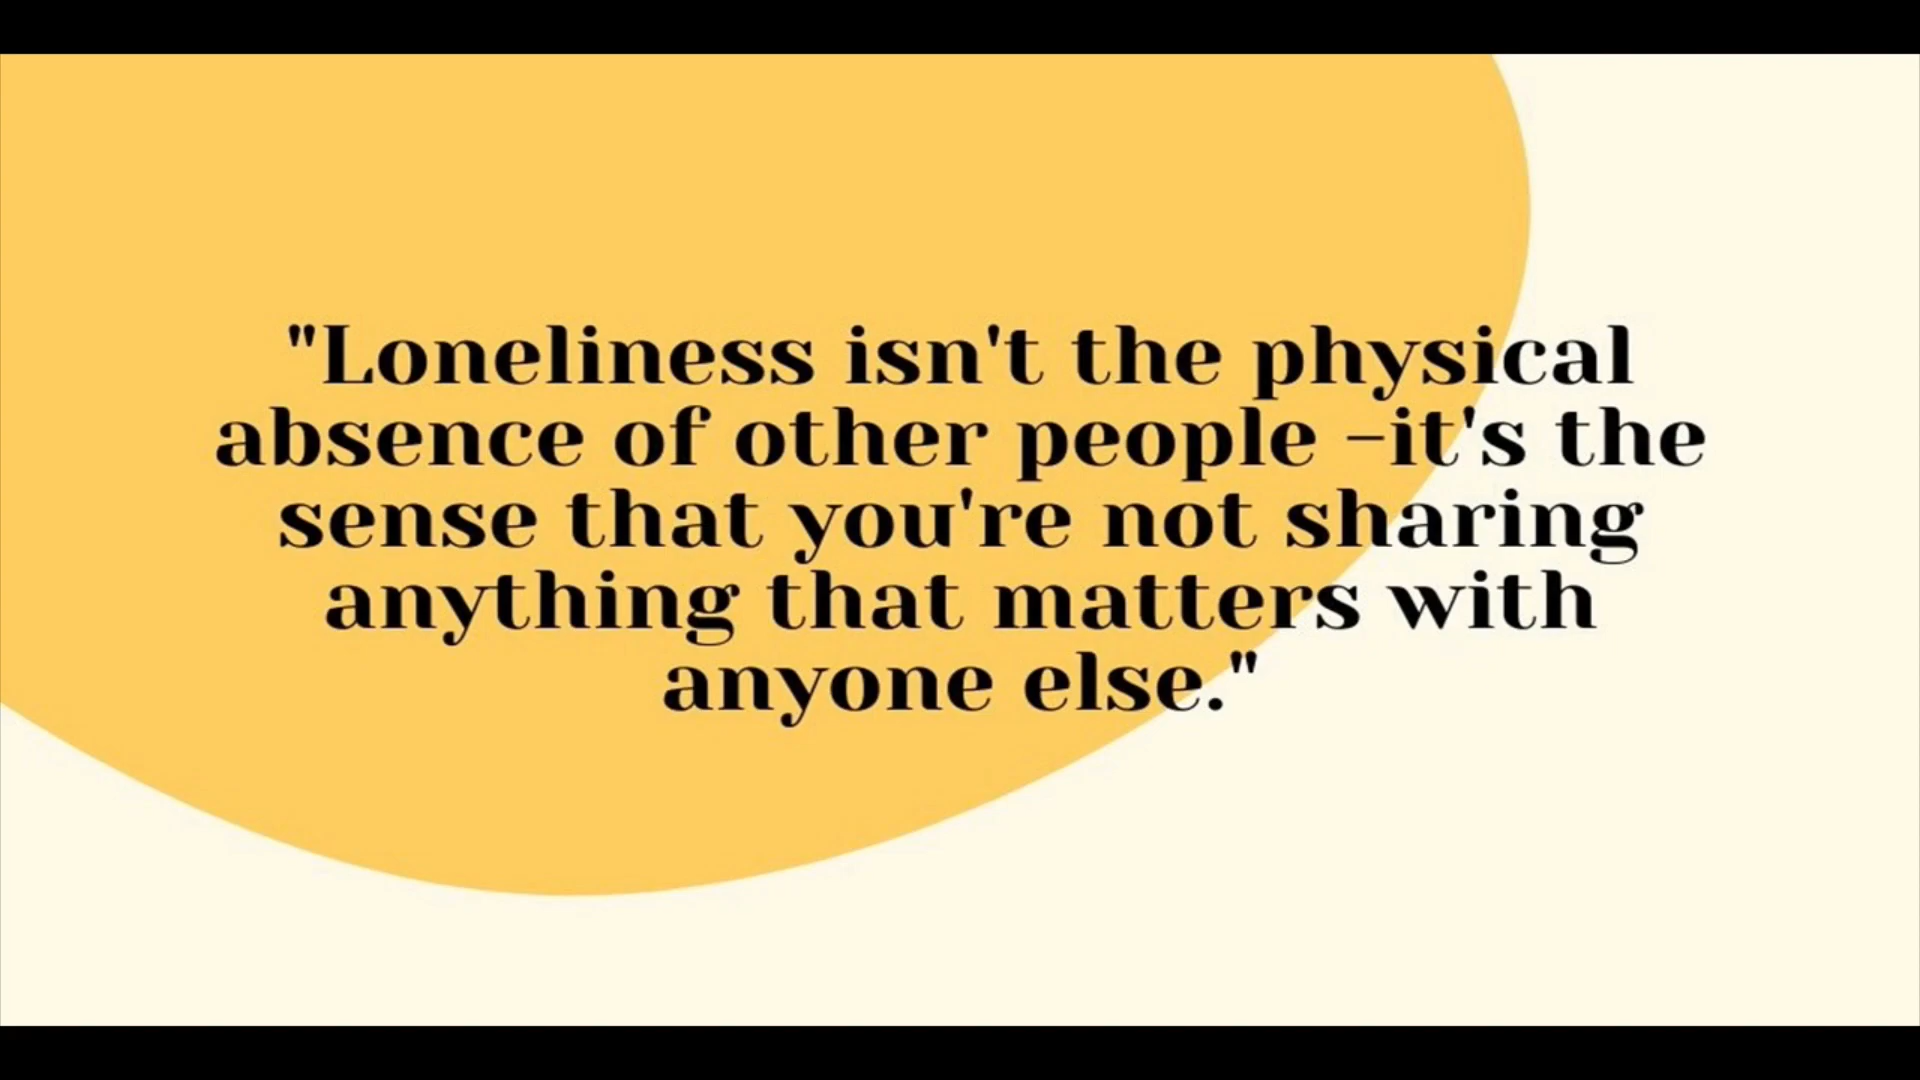 "Loneliness isn't the physical
absence of other people –it's the
sense that you're not sharing
anything that matters with
anyone else."